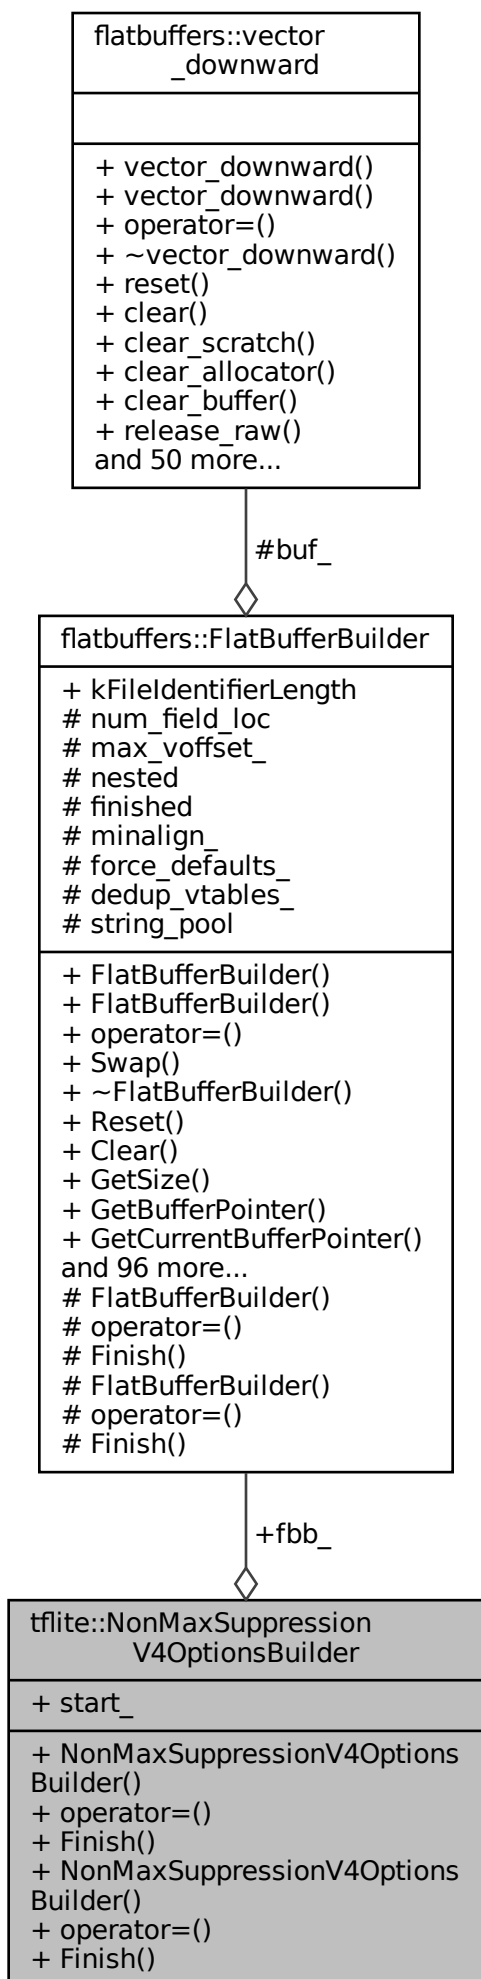 flatbuffers::vector
_downward
+ vector_downward()
+ vector_downward()
+ operator=()
+ ~vector_downward()
+ reset()
+ clear()
+ clear_scratch()
+ clear_allocator()
+ clear_buffer()
+ release_raw()
and 50 more...
#buf_
flatbuffers::FlatBufferBuilder
+ kFileIdentifierLength
# num_field_loc
# max_voffset_
# nested
# finished
# minalign_
# force_defaults_
# dedup_vtables_
# string_pool
+ FlatBufferBuilder()
+ FlatBufferBuilder()
+ operator=()
+ Swap()
+ ~FlatBufferBuilder()
+ Reset()
+ Clear()
+ GetSize()
+ GetBufferPointer()
+ GetCurrentBufferPointer()
and 96 more...
# FlatBufferBuilder()
# operator=()
# Finish()
# FlatBufferBuilder()
# operator=()
# Finish()
+fbb_
tflite::NonMaxSuppression
V4OptionsBuilder
+ start_
+ NonMaxSuppressionV4Options
Builder()
+ operator=()
+ Finish()
+ NonMaxSuppressionV4Options
Builder()
+ operator=()
+ Finish()